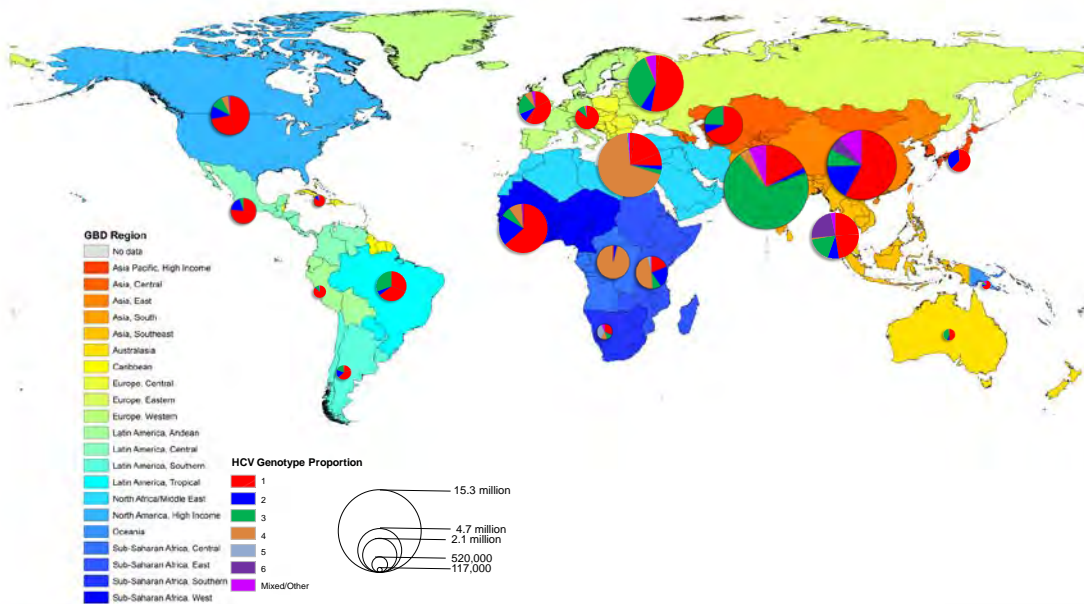 GBD Region
No data
Asia Pacific, High Income
Asia, Central
Asia, East
Asia, South
Asia, Southeast
Australasia
Caribbean
Europe, Central
Europe, Eastern
Europe, Western
Latin America, Andean
Latin America, Central
Latin America, Southern
Latin America, Tropical
North Africa/Middle East
North America, High Income
Oceania
Sub-Saharan Africa, Central
Sub-Saharan Africa, East
Sub-Saharan Africa, Southern
Sub-Saharan Africa, West
HCV Genotype Proportion
1
2
3
4
5
6
Mixed/Other
15.3 million
4.7 million
2.1 million
520,000
117,000